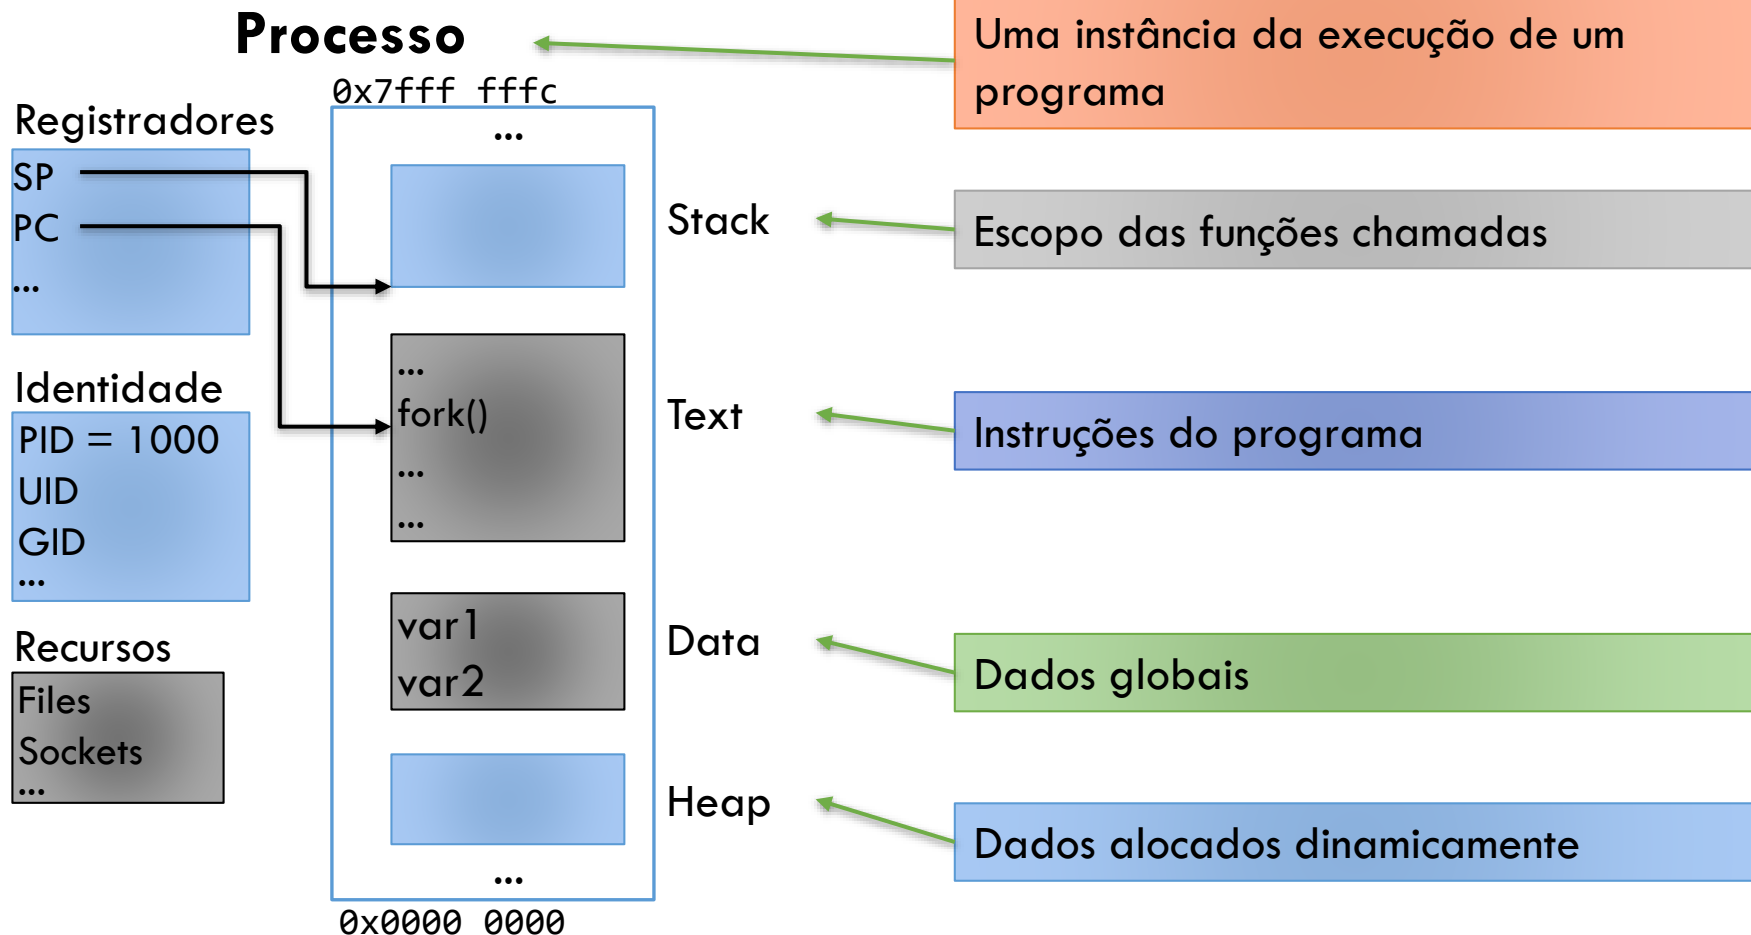 Processo
Uma instância da execução de um
programa
0x7fff fffc
Registradores
SP
PC
...
Identidade
PID = 1000
UID
GID
...
Recursos
Files
Sockets
...
...
Stack
Escopo das funções chamadas
...
fork()
...
...
Text
Instruções do programa
var1
var2
Data
Dados globais
Heap
Dados alocados dinamicamente
...
0x0000 0000